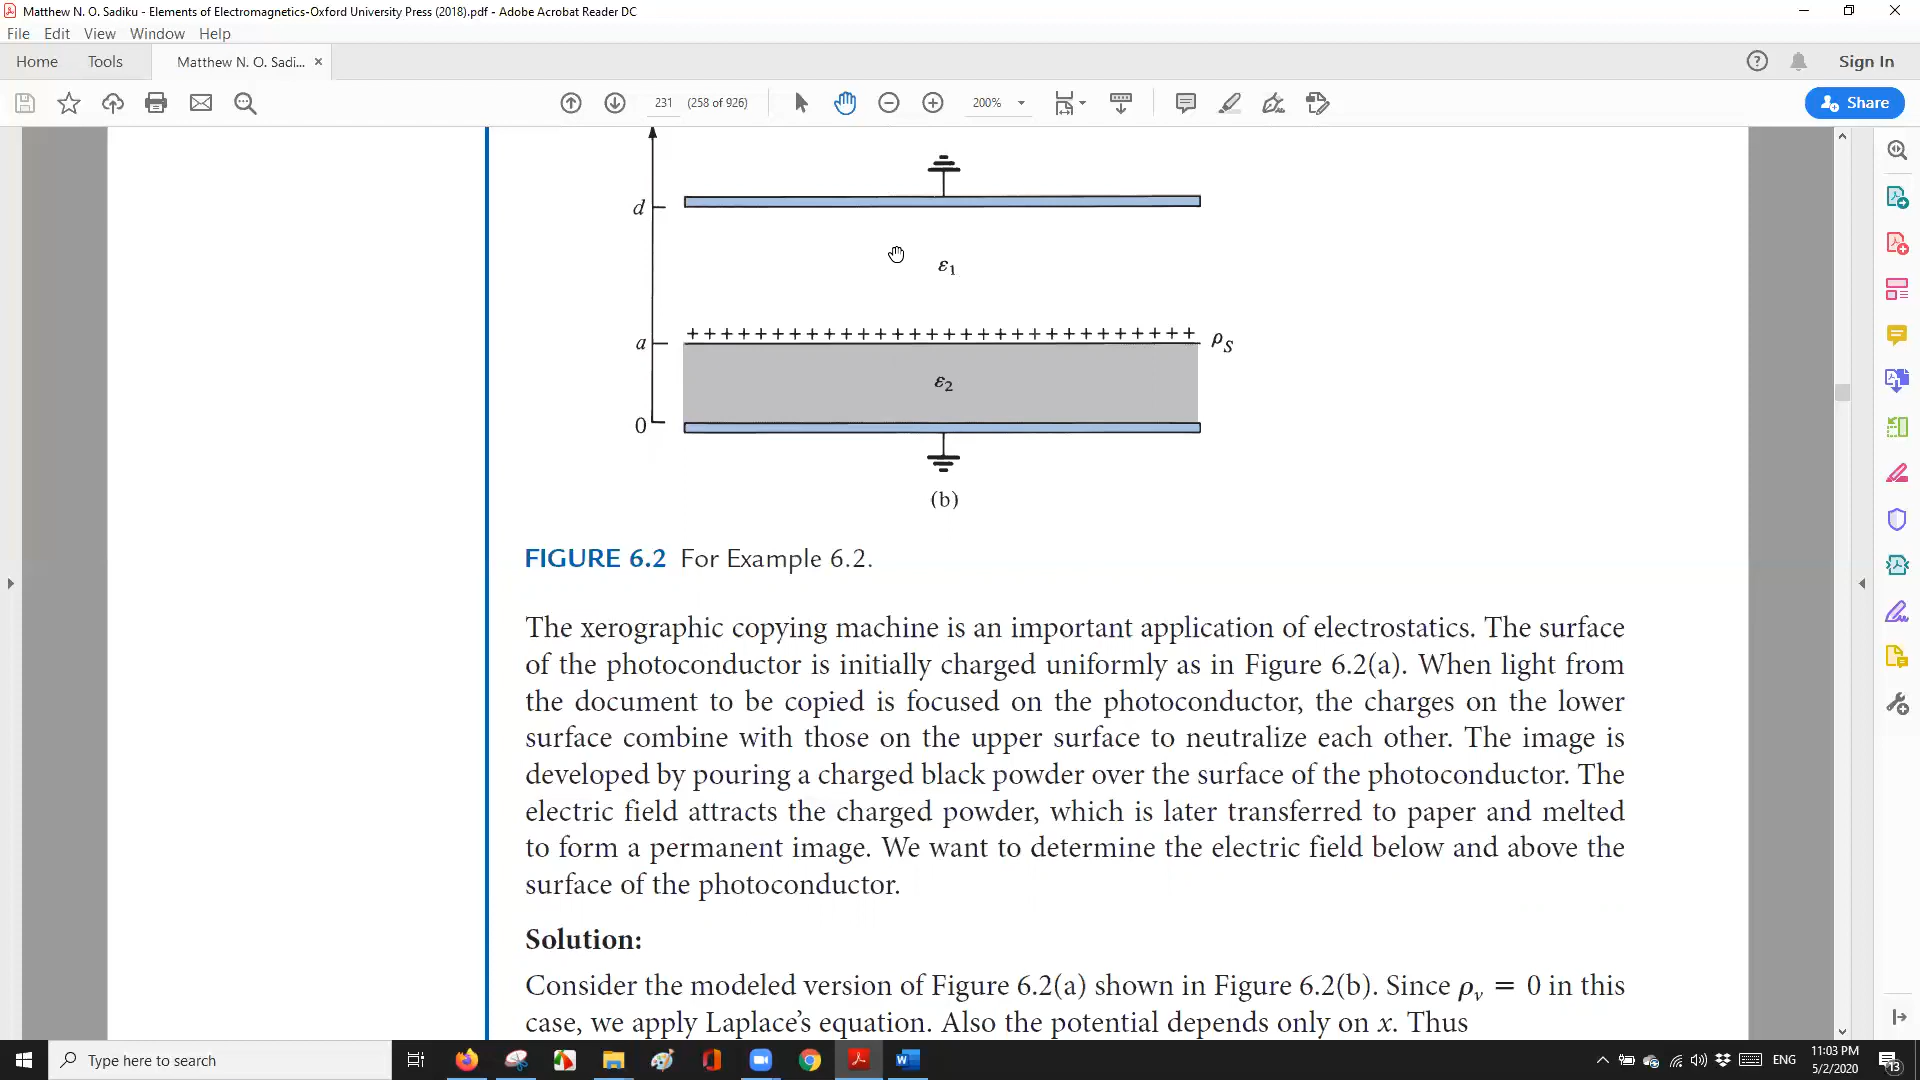 Matthew N. O. Sadiku - Elements of Electromagnetics-Oxford University Press (2018).pdf - Adobe Acrobat Reader DC
File Edit View Window Help
Home Tools Matthew N. O. Sadi... × Sign In
231 (258 of 926) 200% Share
d
ε1
+ + + + + + + + + + + + + + + + + + + + + + + + + + + + + +
a ρS
ε2
0
(b)
FIGURE 6.2 For Example 6.2.
The xerographic copying machine is an important application of electrostatics. The surface
of the photoconductor is initially charged uniformly as in Figure 6.2(a). When light from
the document to be copied is focused on the photoconductor, the charges on the lower
surface combine with those on the upper surface to neutralize each other. The image is
developed by pouring a charged black powder over the surface of the photoconductor. The
electric field attracts the charged powder, which is later transferred to paper and melted
to form a permanent image. We want to determine the electric field below and above the
surface of the photoconductor.
Solution:
Consider the modeled version of Figure 6.2(a) shown in Figure 6.2(b). Since ρv = 0 in this
case, we apply Laplace's equation. Also the potential depends only on x. Thus
Type here to search ENG 11:03 PM
5/2/2020 13